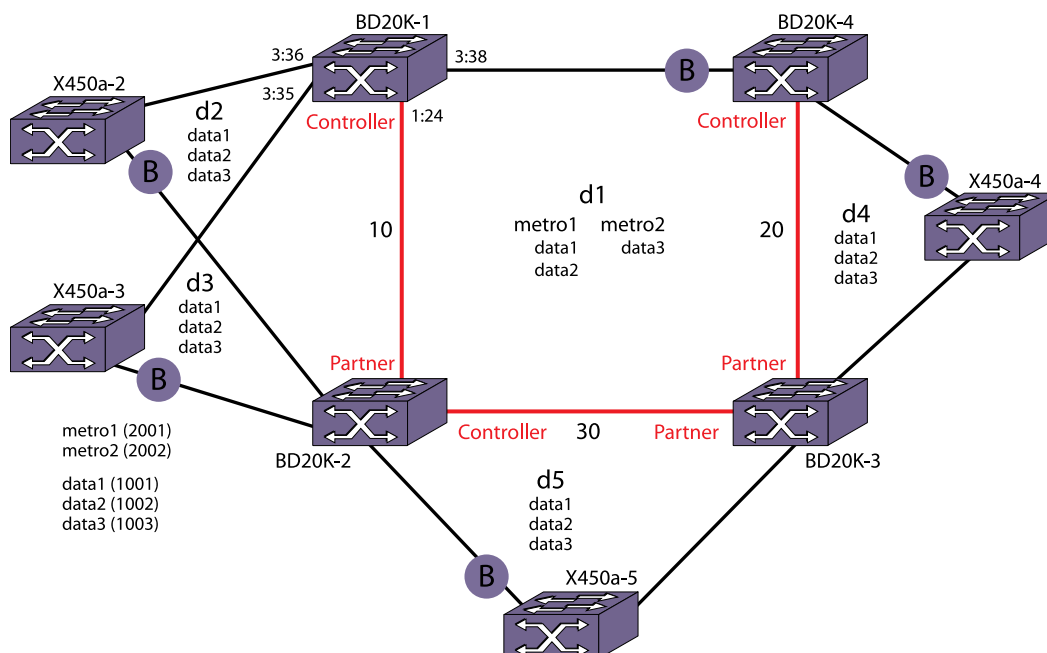 BD20K-1
BD20K-4
3:36
3:38
X450a-2
3:35
1:24
d2
Controller
Controller
data1
data2
data3
B
B
B
X450a-4
d1
metro1 metro2
data1 data3
data2
10
20
d4
data1
data2
data3
X450a-3
d3
data1
data2
data3
B
Partner
Partner
metro1 (2001)
metro2 (2002)
data1 (1001)
data2 (1002)
data3 (1003)
BD20K-2
Controller 30 Partner
BD20K-3
d5
data1
data2
data3
B
X450a-5